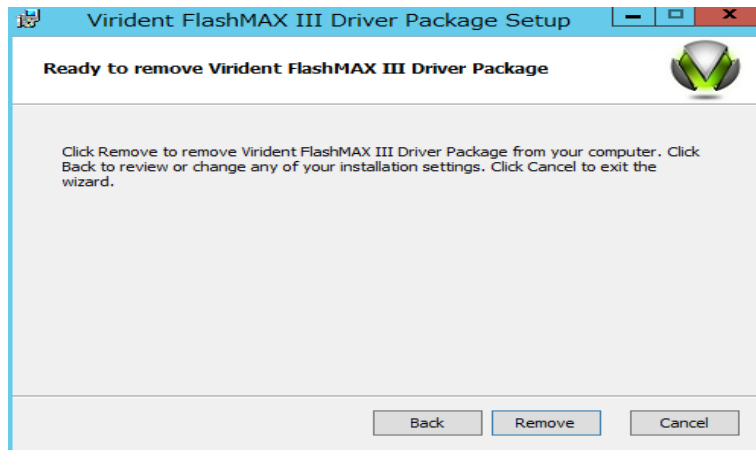 Virident FlashMAX III Driver Package Setup
Ready to remove Virident FlashMAX III Driver Package
Click Remove to remove Virident FlashMAX III Driver Package from your computer. Click
Back to review or change any of your installation settings. Click Cancel to exit the
wizard.
Back Remove Cancel